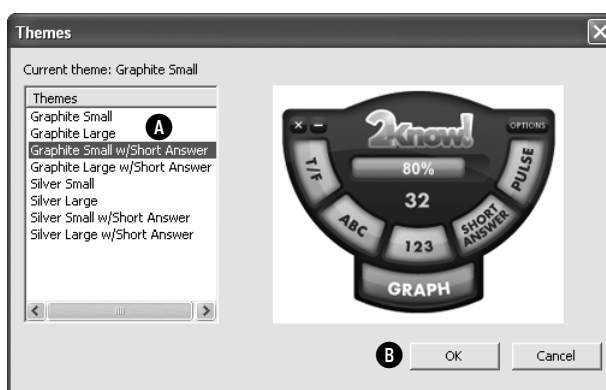 Themes
Current theme: Graphite Small
Themes
Graphite Small
Graphite Large
A
Graphite Small w/Short Answer
Graphite Large w/Short Answer
Silver Small
Silver Large
Silver Small w/Short Answer
Silver Large w/Short Answer
2Know!
OPTIONS
80%
32
T/F
ABC
123
SHORT
ANSWER
PULSE
GRAPH
B
OK
Cancel